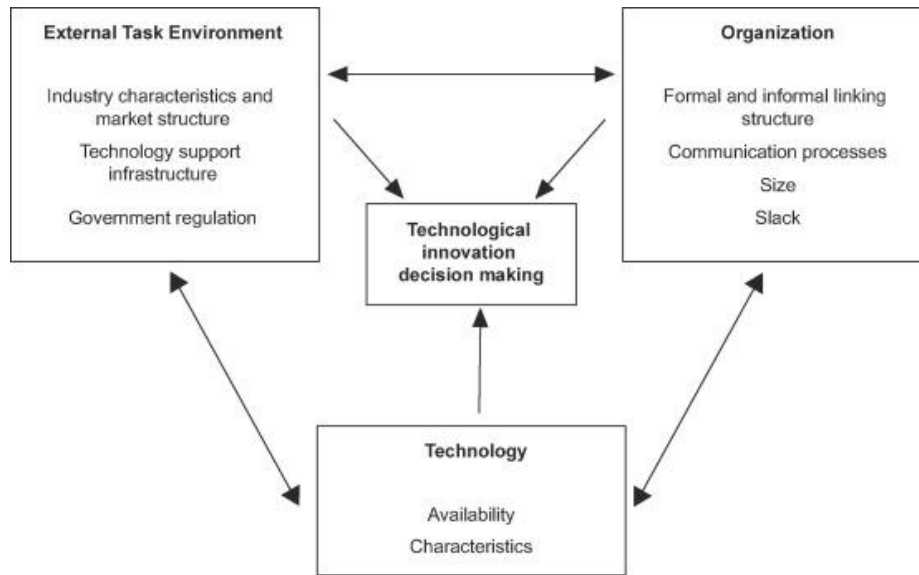 External Task Environment
Industry characteristics and
market structure
Technology support
infrastructure
Government regulation
Organization
Formal and informal linking
structure
Communication processes
Size
Slack
Technological
innovation
decision making
Technology
Availability
Characteristics